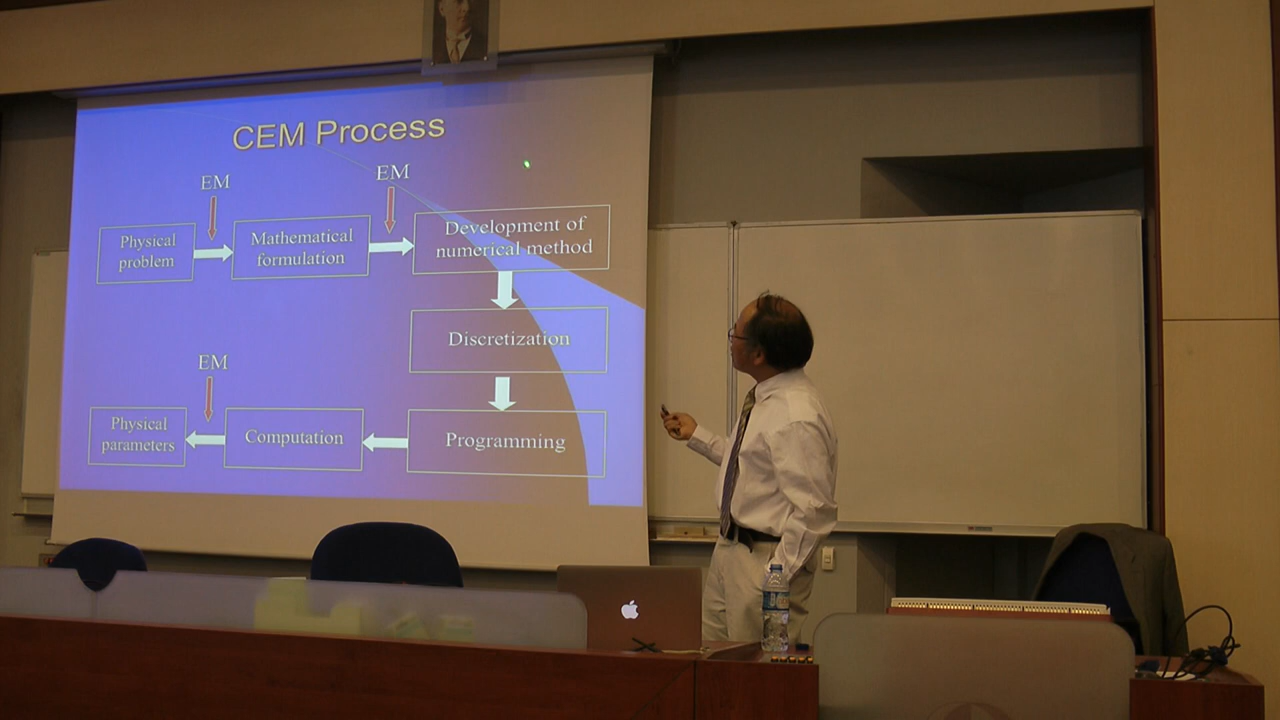 CEM Process
EM
EM
Physical
problem
Mathematical
formulation
Development of
numerical method
Discretization
EM
Physical
parameters
Computation
Programming